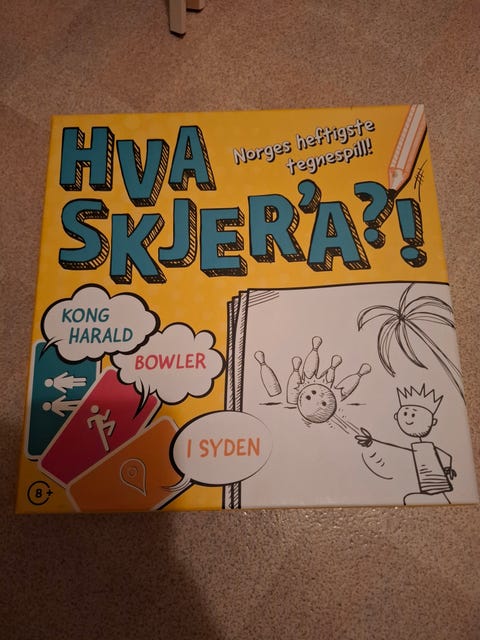 HVA
SKJER'A?!
Norges heftigste
tegnespill!
KONG
HARALD
BOWLER
I SYDEN
8+